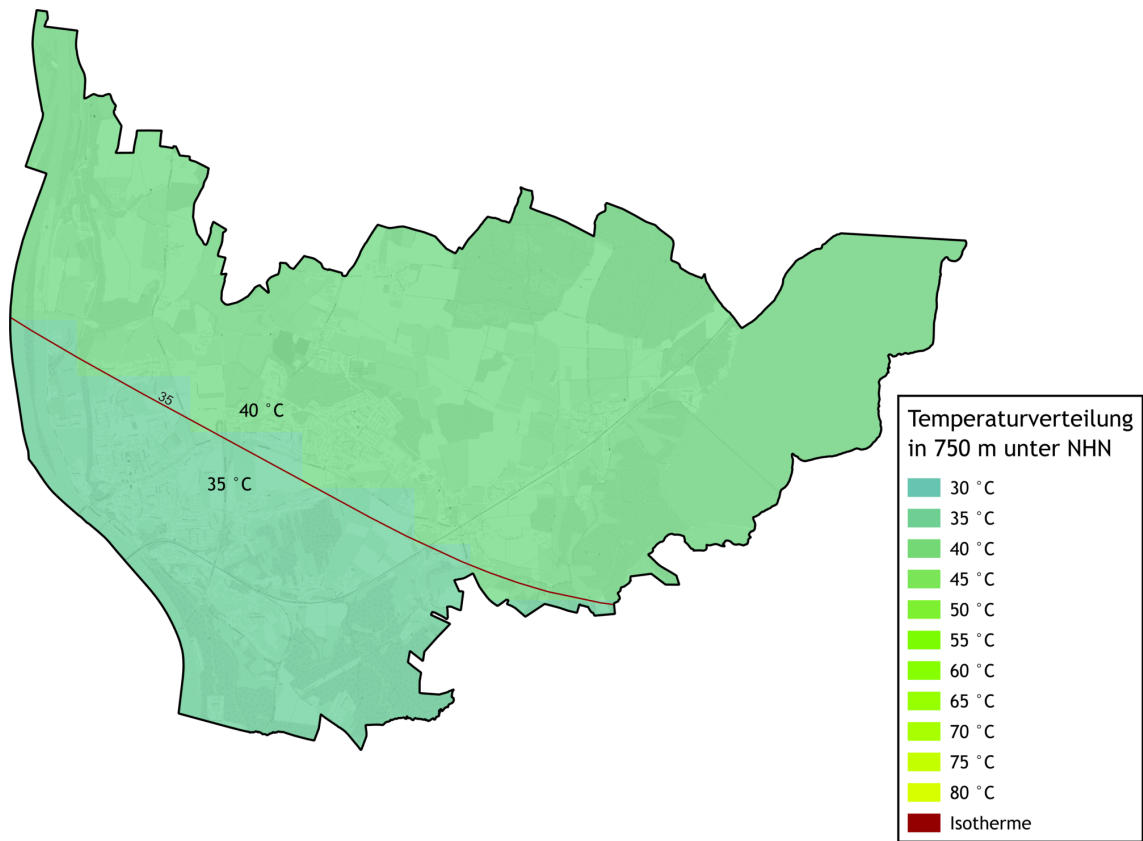 35
40 °C
35 °C
Temperaturverteilung
in 750 m unter NHN
30 °C
35 °C
40 °C
45 °C
50 °C
55 °C
60 °C
65 °C
70 °C
75 °C
80 °C
Isotherme